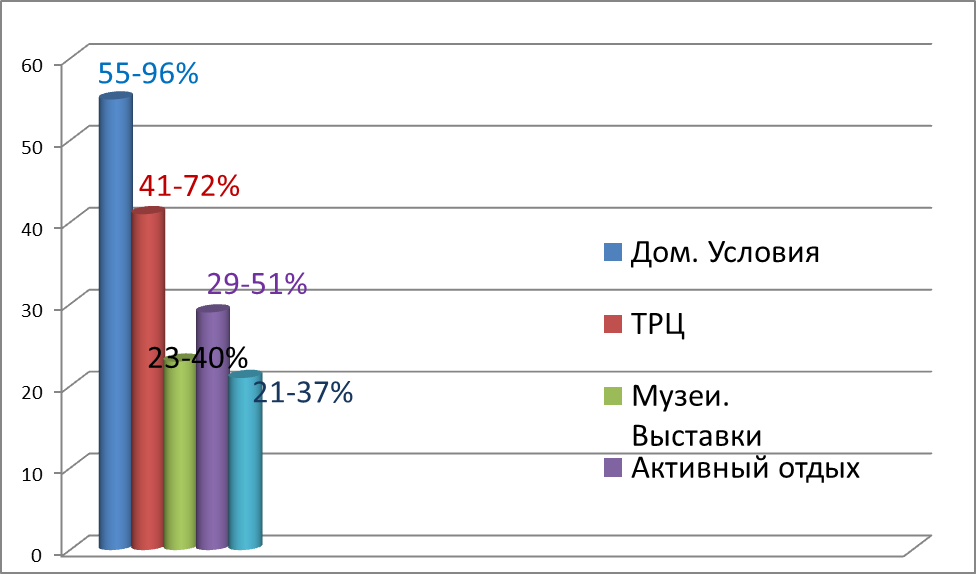 60
50
40
30
20
10
0
55-96%
41-72%
29-51%
23-40%
21-37%
Дом. Условия
ТРЦ
Музеи.
Выставки
Активный отдых